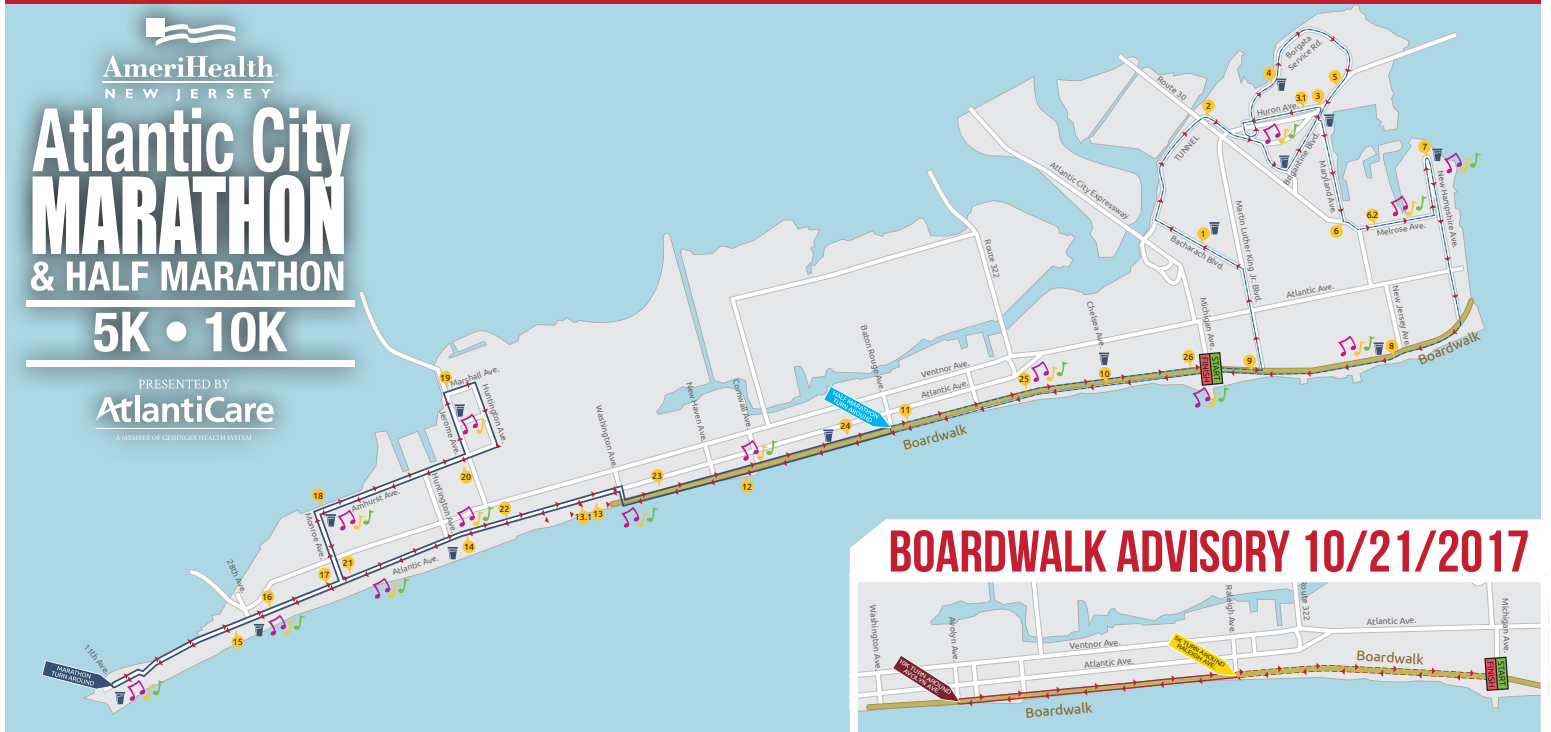 AmeriHealth.
NEW JERSEY
Atlantic City
MARATHON
& HALF MARATHON
5K • 10K
PRESENTED BY
AtlantiCare
A MEMBER OF GEISINGER HEALTH SYSTEM
Borgata
Service Rd.
4
5
Route 30
2
3.1
3
Huron Ave.
TUNNEL
Brigantine Blvd.
Maryland Ave.
7
New Hampshire Ave.
Atlantic City Expressway
6.2
6
Melrose Ave.
1
Bacharach Blvd.
Martin Luther King Jr. Blvd.
Route 322
Atlantic Ave.
New Jersey Ave.
Chelsea Ave.
Michigan Ave.
8
Boardwalk
9
26
START
FINISH
10
25
Baton Rouge Ave.
Ventnor Ave.
Atlantic Ave.
HALF MARATHON
TURN AROUND
11
24
Boardwalk
Cornwall Ave.
New Haven Ave.
Washington Ave.
12
23
13
13.1
19
Marshall Ave.
Huntington Ave.
Jerome Ave.
20
Huntington Ave.
22
14
18
Amhurst Ave.
Monroe Ave.
21
17
Atlantic Ave.
28th Ave.
16
15
11th Ave.
MARATHON
TURN AROUND
BOARDWALK ADVISORY 10/21/2017
Washington Ave.
Avolyn Ave.
Ventnor Ave.
Atlantic Ave.
Raleigh Ave.
Route 322
Atlantic Ave.
Michigan Ave.
10K TURN AROUND
AVOLYN AVE
5K TURN AROUND
RALEIGH AVE.
Boardwalk
Boardwalk
START
FINISH